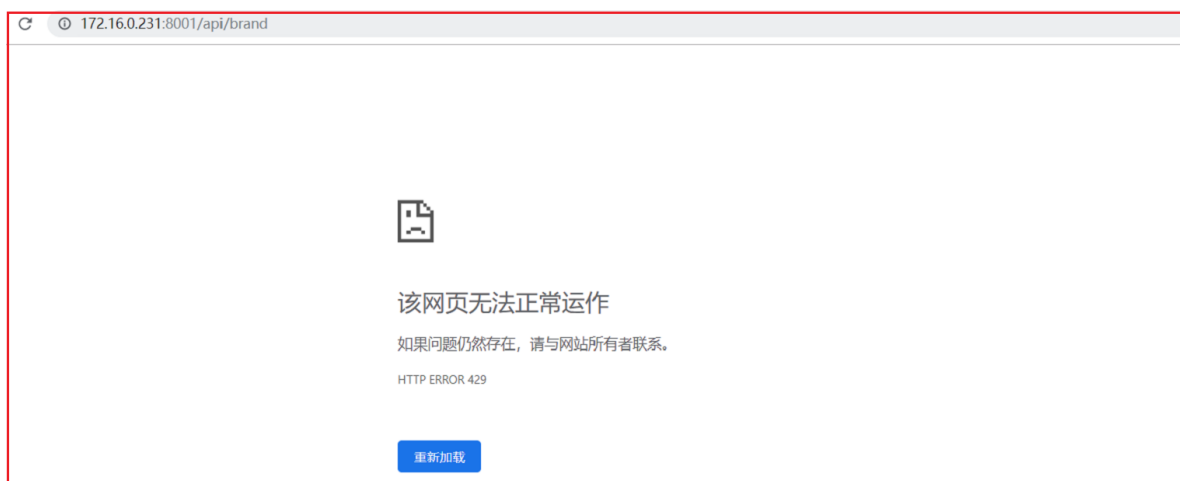 172.16.0.231:8001/api/brand
该网页无法正常运作
如果问题仍然存在，请与网站所有者联系。
HTTP ERROR 429
重新加载